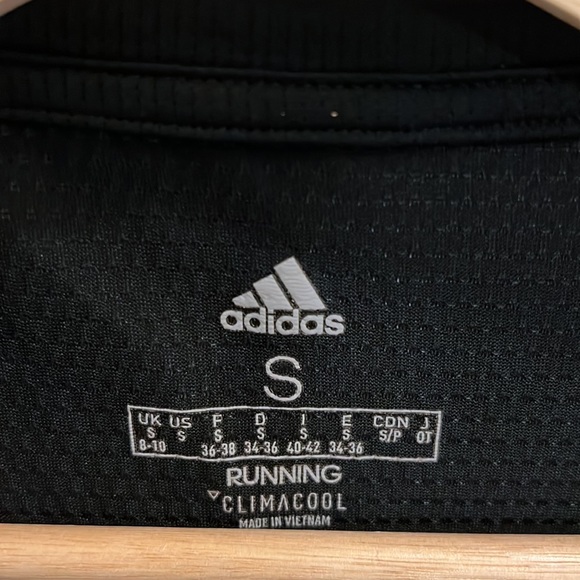 adidas
S
UK US F D I E CDN J
S S S S S S S/P OT
8-10 36-38 34-36 40-42 34-36
RUNNING
CLIMACOOL
MADE IN VIETNAM